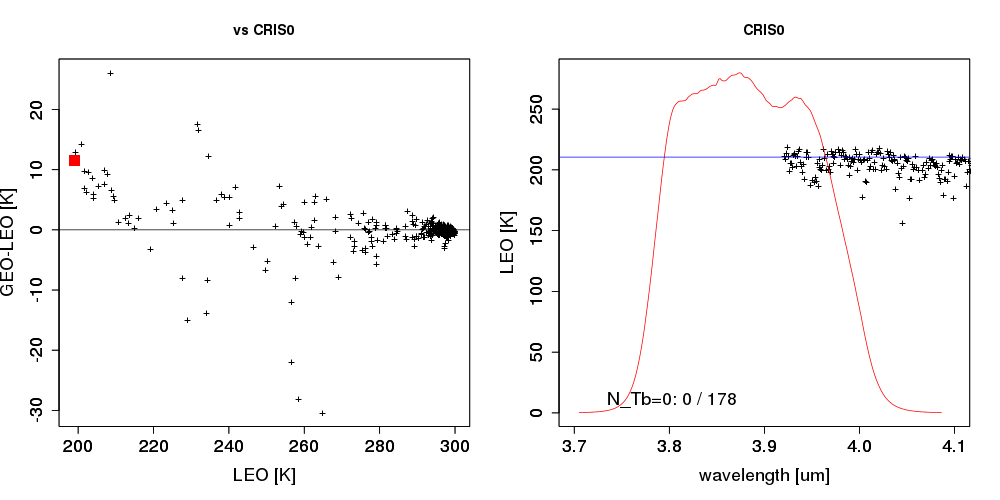 vs CRIS0
20
10
0
-10
-20
-30
GEO-LEO [K]
200 220 240 260 280 300
LEO [K]
CRIS0
250
200
150
100
50
0
LEO [K]
N_Tb=0: 0 / 178
3.7 3.8 3.9 4.0 4.1
wavelength [um]